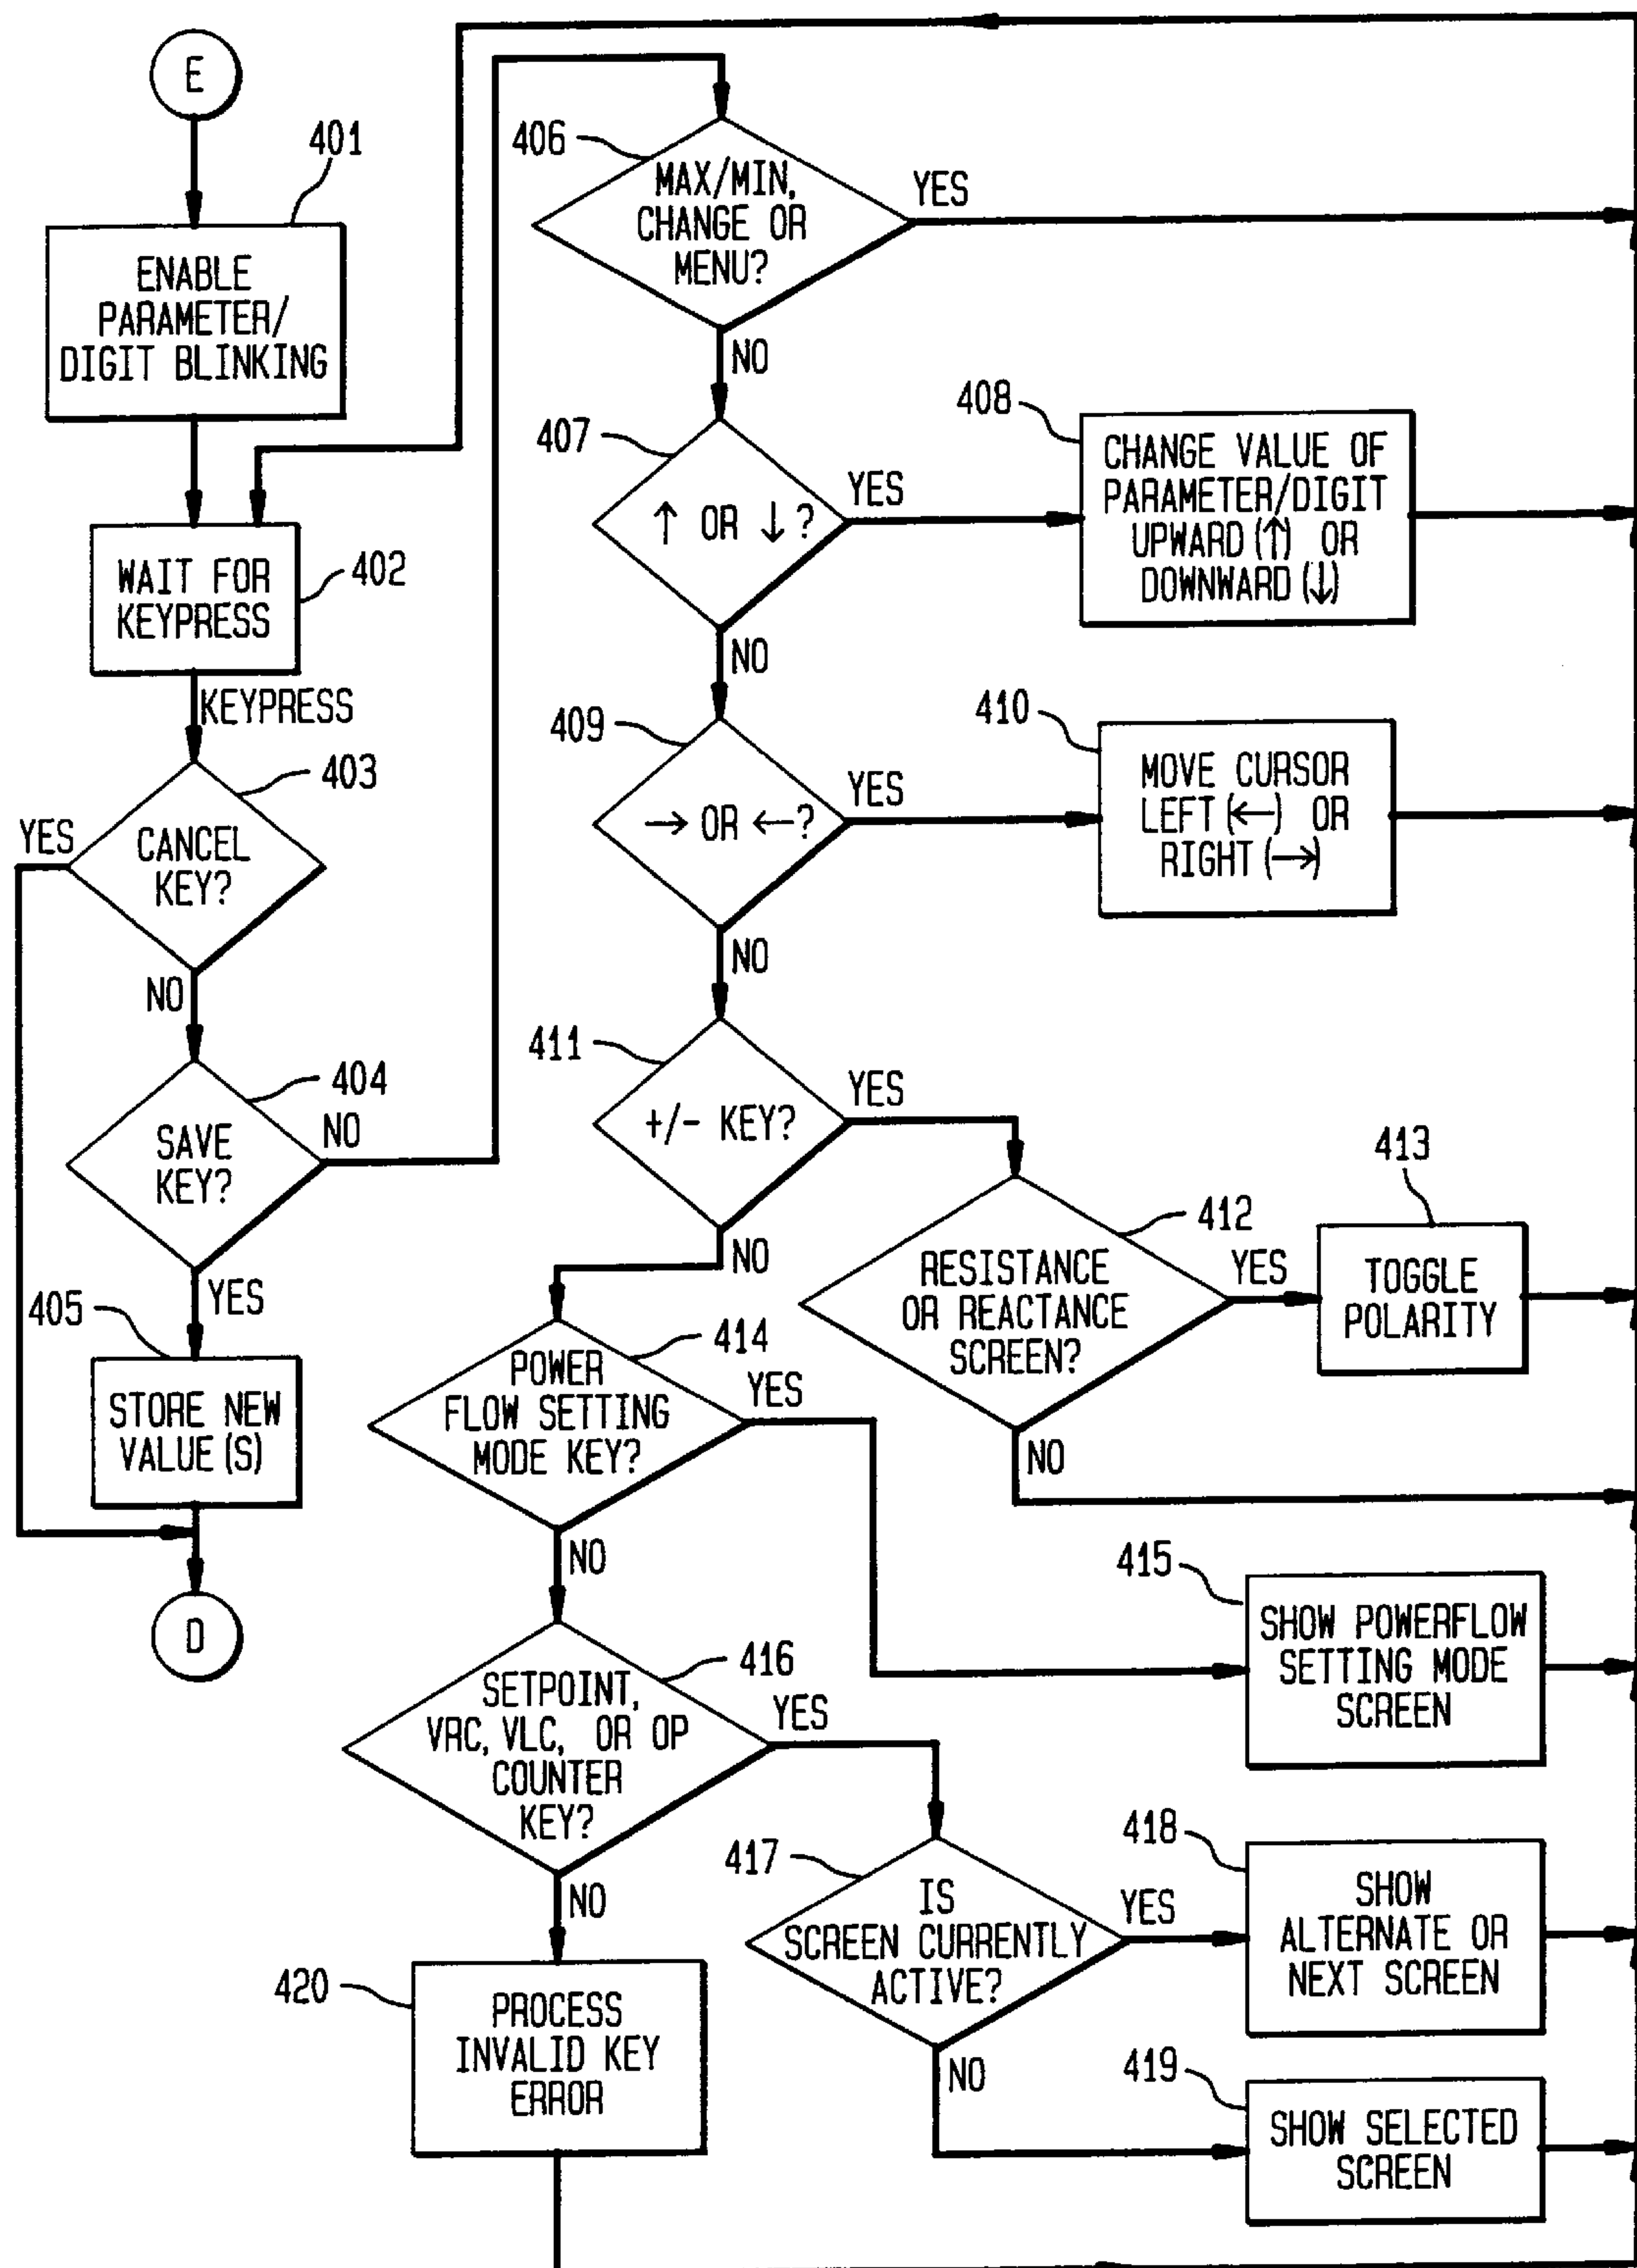 E
401
ENABLE
PARAMETER/
DIGIT BLINKING
WAIT FOR
KEYPRESS
402
KEYPRESS
403
YES
CANCEL
KEY?
NO
404
SAVE
KEY?
NO
YES
405
STORE NEW
VALUE(S)
D
406
MAX/MIN,
CHANGE OR
MENU?
YES
NO
407
↑ OR ↓?
YES
NO
408
CHANGE VALUE OF
PARAMETER/DIGIT
UPWARD (↑) OR
DOWNWARD (↓)
409
→ OR ←?
YES
NO
410
MOVE CURSOR
LEFT (←) OR
RIGHT (→)
411
+/- KEY?
YES
NO
412
RESISTANCE
OR REACTANCE
SCREEN?
YES
NO
413
TOGGLE
POLARITY
414
POWER
FLOW SETTING
MODE KEY?
YES
NO
415
SHOW POWERFLOW
SETTING MODE
SCREEN
416
SETPOINT,
VRC, VLC, OR OP
COUNTER
KEY?
YES
NO
417
IS
SCREEN CURRENTLY
ACTIVE?
YES
NO
418
SHOW
ALTERNATE OR
NEXT SCREEN
419
SHOW SELECTED
SCREEN
420
PROCESS
INVALID KEY
ERROR